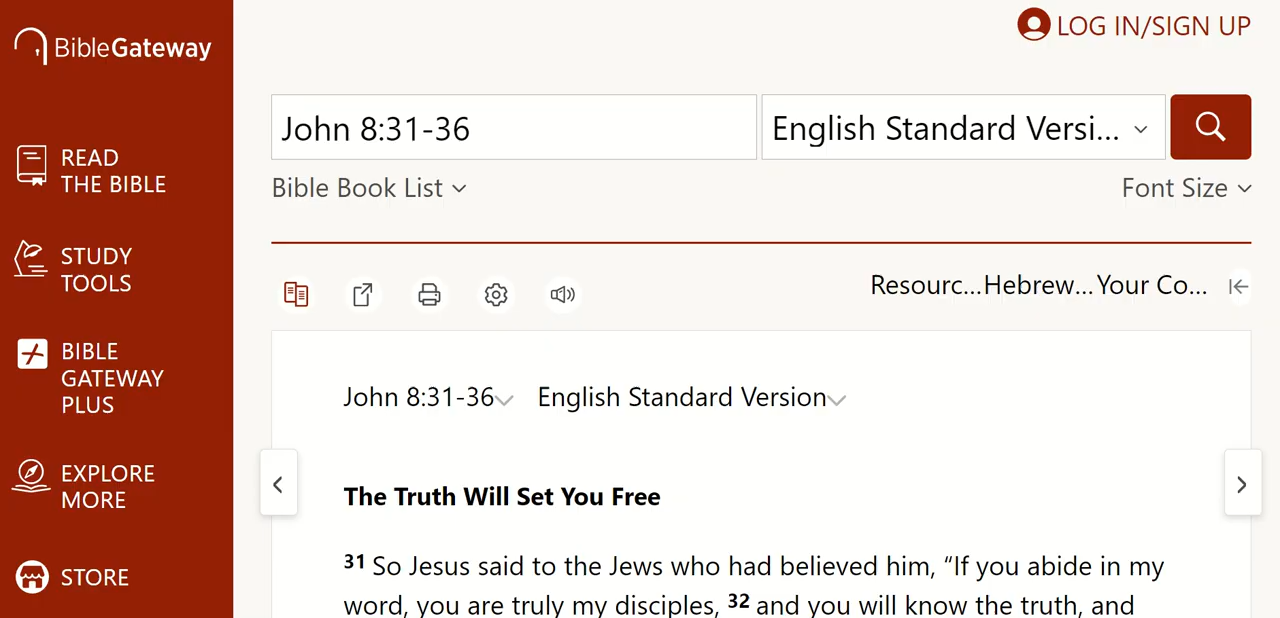 BibleGateway
LOG IN/SIGN UP
John 8:31-36
English Standard Versi...
Bible Book List
Font Size
READ
THE BIBLE
STUDY
TOOLS
BIBLE
GATEWAY
PLUS
EXPLORE
MORE
STORE
Resourc...Hebrew...Your Co...
John 8:31-36 English Standard Version
The Truth Will Set You Free
31 So Jesus said to the Jews who had believed him, “If you abide in my
word, you are truly my disciples, 32 and you will know the truth, and